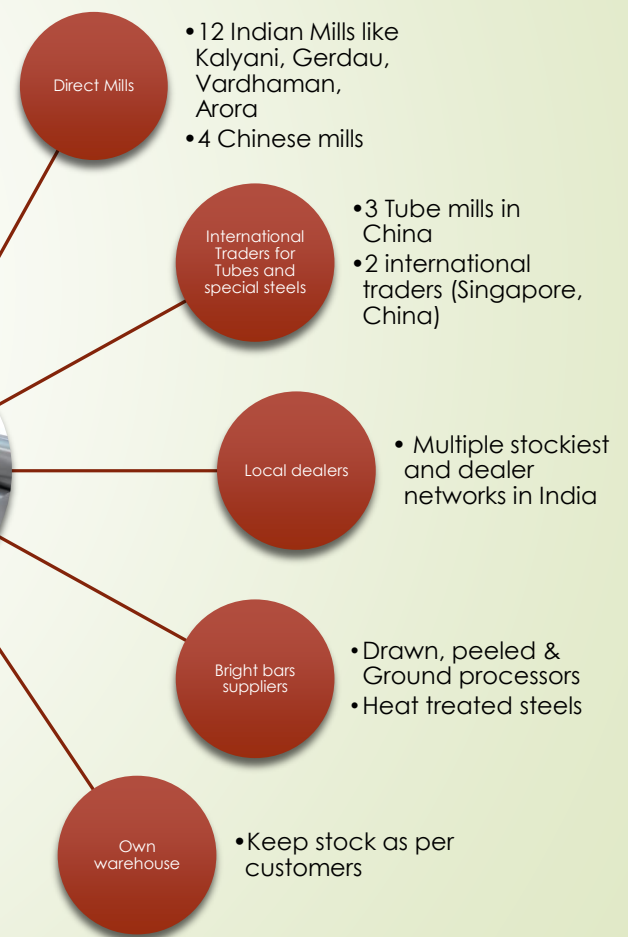 Direct Mills
•12 Indian Mills like
Kalyani, Gerdau,
Vardhaman,
Arora
•4 Chinese mills
International
Traders for
Tubes and
special steels
•3 Tube mills in
China
•2 international
traders (Singapore,
China)
Local dealers
• Multiple stockiest
and dealer
networks in India
Bright bars
suppliers
•Drawn, peeled &
Ground processors
•Heat treated steels
Own
warehouse
•Keep stock as per
customers